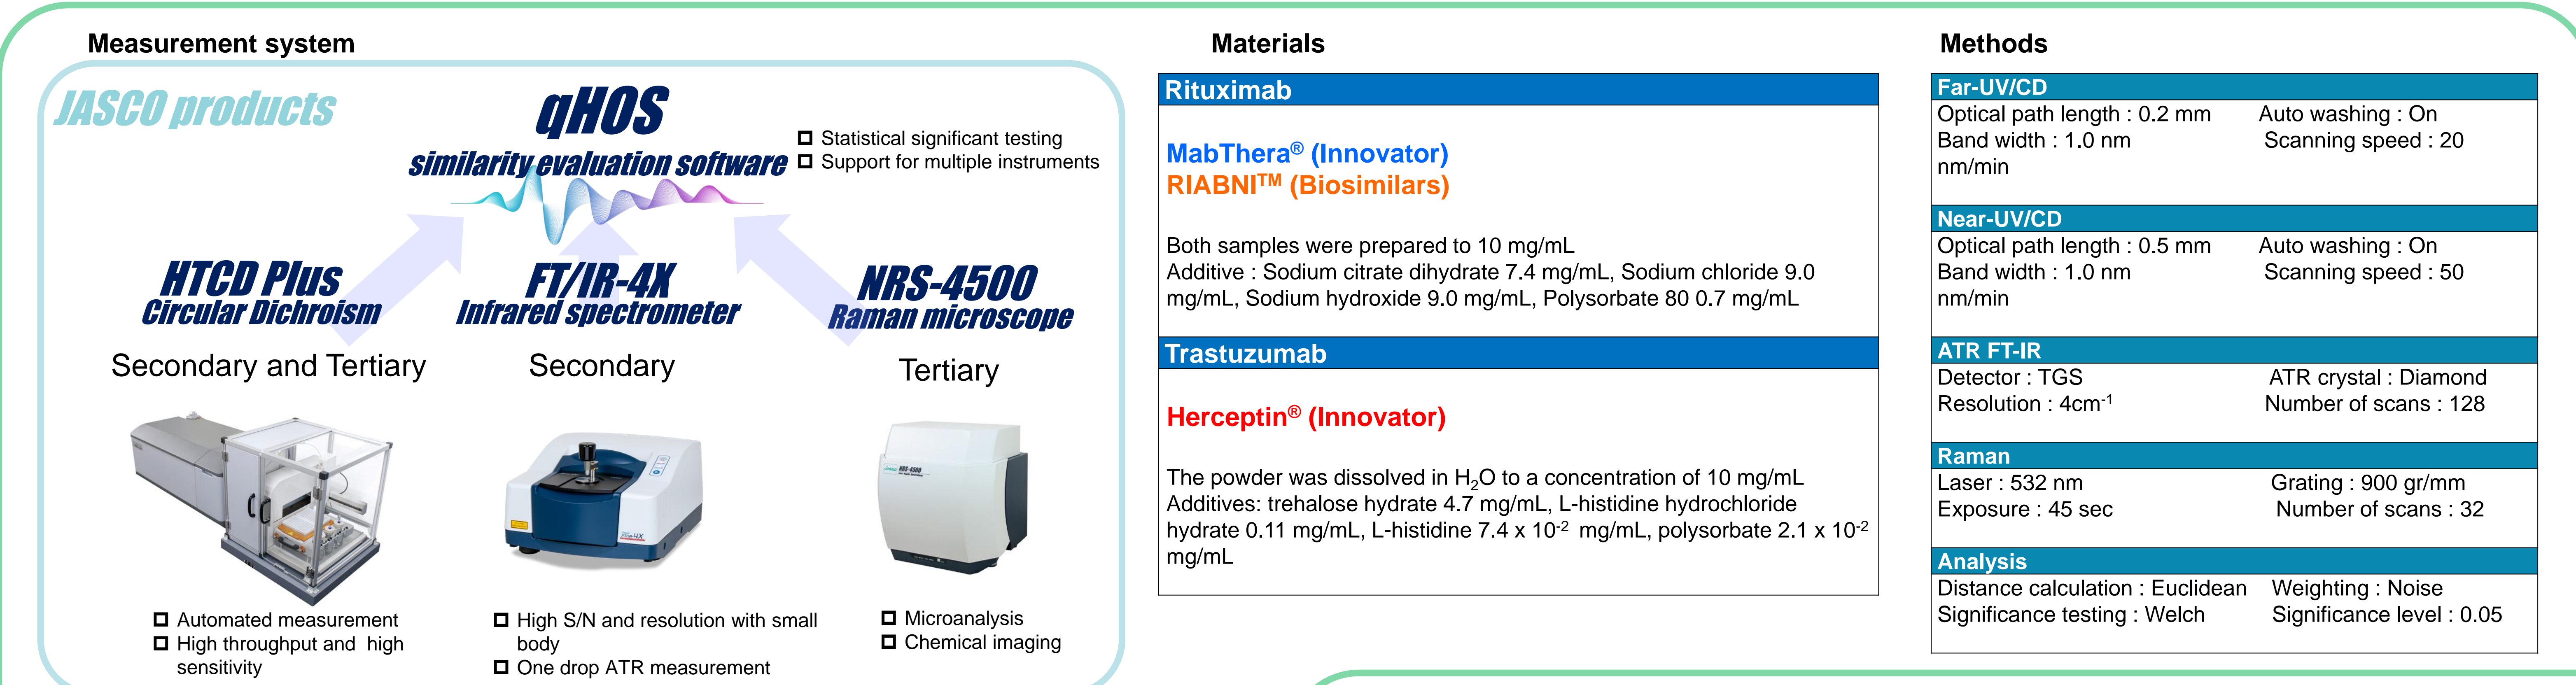 Measurement system
JASCO products
qHOS
similarity evaluation software
Statistical significant testing
Support for multiple instruments
HTCD Plus
Circular Dichroism
Secondary and Tertiary
FT/IR-4X
Infrared spectrometer
Secondary
NRS-4500
Raman microscope
Tertiary
NRS-4500
Automated measurement
High throughput and high
sensitivity
High S/N and resolution with small
body
One drop ATR measurement
Microanalysis
Chemical imaging
Materials
Rituximab
MabThera® (Innovator)
RIABNI™ (Biosimilars)
Both samples were prepared to 10 mg/mL
Additive : Sodium citrate dihydrate 7.4 mg/mL, Sodium chloride 9.0
mg/mL, Sodium hydroxide 9.0 mg/mL, Polysorbate 80 0.7 mg/mL
Trastuzumab
Herceptin® (Innovator)
The powder was dissolved in H₂O to a concentration of 10 mg/mL
Additives: trehalose hydrate 4.7 mg/mL, L-histidine hydrochloride
hydrate 0.11 mg/mL, L-histidine 7.4 x 10⁻² mg/mL, polysorbate 2.1 x 10⁻²
mg/mL
Methods
Far-UV/CD
Optical path length : 0.2 mm Auto washing : On
Band width : 1.0 nm Scanning speed : 20
nm/min
Near-UV/CD
Optical path length : 0.5 mm Auto washing : On
Band width : 1.0 nm Scanning speed : 50
nm/min
ATR FT-IR
Detector : TGS ATR crystal : Diamond
Resolution : 4cm⁻¹ Number of scans : 128
Raman
Laser : 532 nm Grating : 900 gr/mm
Exposure : 45 sec Number of scans : 32
Analysis
Distance calculation : Euclidean Weighting : Noise
Significance testing : Welch Significance level : 0.05